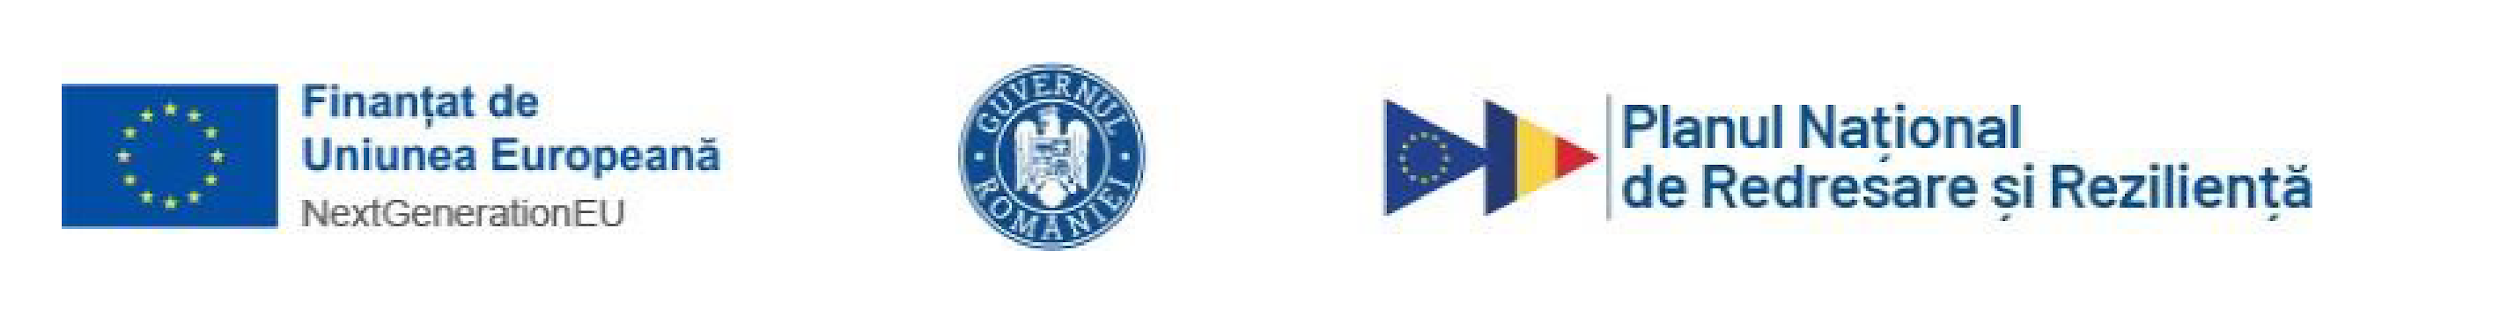 Finanțat de
Uniunea Europeană
NextGenerationEU
GUVERNUL
ROMÂNIEI
Planul Național
de Redresare și Reziliență